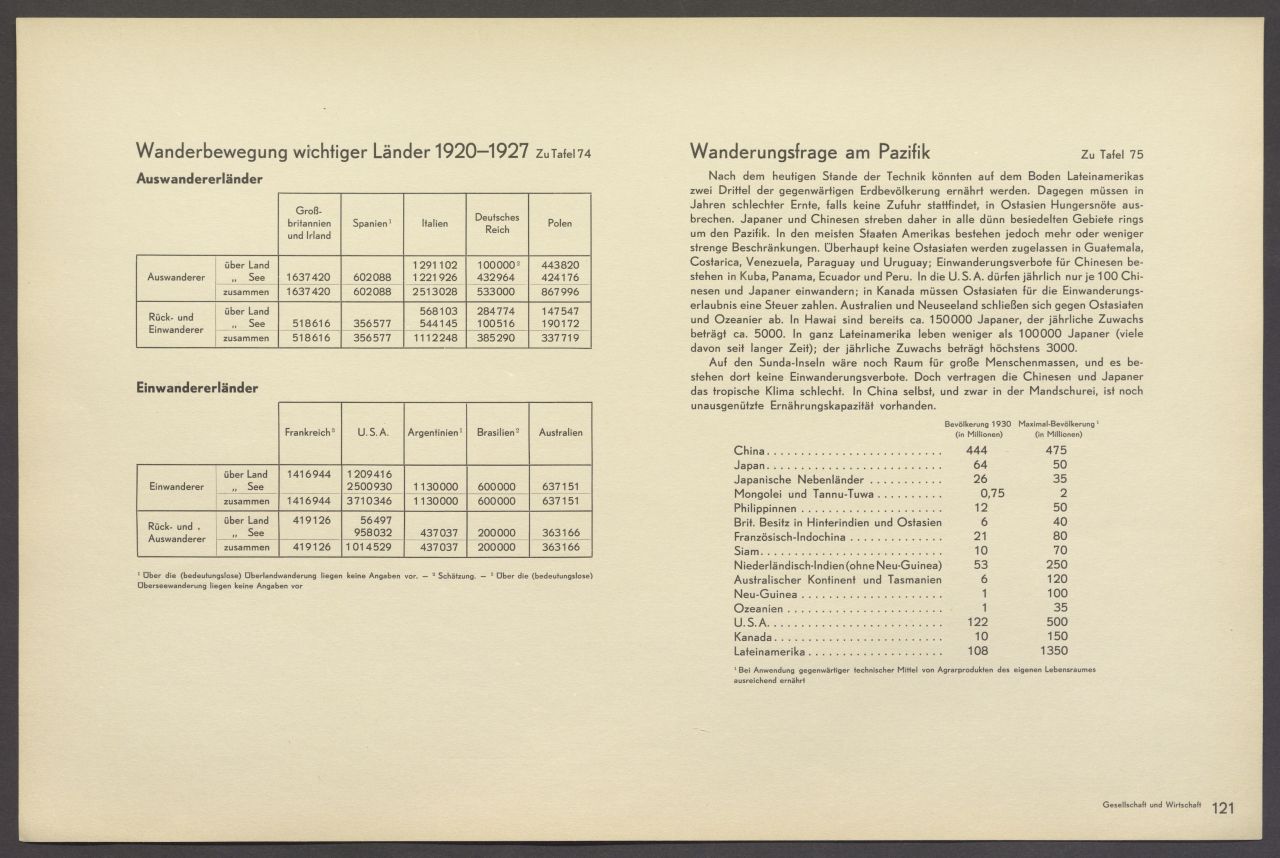 Wanderbewegung wichtiger Länder 1920—1927 Zu Tafel 74
Auswandererländer
Groß-
britannien
und Irland
Spanien¹
Italien
Deutsches
Reich
Polen
Auswanderer
über Land 1291102 100000² 443820
„ See 1637420 602088 1221926 432964 424176
zusammen 1637420 602088 2513028 533000 867996
Rück- und
Einwanderer
über Land 568103 284774 147547
„ See 518616 356577 544145 100516 190172
zusammen 518616 356577 1112248 385290 337719
Einwandererländer
Frankreich³ U.S.A. Argentinien¹ Brasilien² Australien
Einwanderer
über Land 1416944 1209416
„ See 2500930 1130000 600000 637151
zusammen 1416944 3710346 1130000 600000 637151
Rück- und
Auswanderer
über Land 419126 56497
„ See 958032 437037 200000 363166
zusammen 419126 1014529 437037 200000 363166
¹ Über die (bedeutungslose) Überlandwanderung liegen keine Angaben vor. — ² Schätzung. — ³ Über die (bedeutungslose)
Überseewanderung liegen keine Angaben vor
Wanderungsfrage am Pazifik Zu Tafel 75
Nach dem heutigen Stande der Technik könnten auf dem Boden Lateinamerikas
zwei Drittel der gegenwärtigen Erdbevölkerung ernährt werden. Dagegen müssen in
Jahren schlechter Ernte, falls keine Zufuhr stattfindet, in Ostasien Hungersnöte aus-
brechen. Japaner und Chinesen streben daher in alle dünn besiedelten Gebiete rings
um den Pazifik. In den meisten Staaten Amerikas bestehen jedoch mehr oder weniger
strenge Beschränkungen. Überhaupt keine Ostasiaten werden zugelassen in Guatemala,
Costarica, Venezuela, Paraguay und Uruguay; Einwanderungsverbote für Chinesen be-
stehen in Kuba, Panama, Ecuador und Peru. In die U.S.A. dürfen jährlich nur je 100 Chi-
nesen und Japaner einwandern; in Kanada müssen Ostasiaten für die Einwanderungs-
erlaubnis eine Steuer zahlen. Australien und Neuseeland schließen sich gegen Ostasiaten
und Ozeanier ab. In Hawai sind bereits ca. 150000 Japaner, der jährliche Zuwachs
beträgt ca. 5000. In ganz Lateinamerika leben weniger als 100000 Japaner (viele
davon seit langer Zeit); der jährliche Zuwachs beträgt höchstens 3000.
Auf den Sunda-Inseln wäre noch Raum für große Menschenmassen, und es be-
stehen dort keine Einwanderungsverbote. Doch vertragen die Chinesen und Japaner
das tropische Klima schlecht. In China selbst, und zwar in der Mandschurei, ist noch
unausgenützte Ernährungskapazität vorhanden.
Bevölkerung 1930 Maximal-Bevölkerung¹
(in Millionen) (in Millionen)
China. . . . . . . . . . . . . . . . . . . . . . . . . . 444 475
Japan. . . . . . . . . . . . . . . . . . . . . . . . . . 64 50
Japanische Nebenländer . . . . . . . . . . . 26 35
Mongolei und Tannu-Tuwa . . . . . . . . . . 0,75 2
Philippinen . . . . . . . . . . . . . . . . . . . . . 12 50
Brit. Besitz in Hinterindien und Ostasien 6 40
Französisch-Indochina . . . . . . . . . . . . . . 21 80
Siam. . . . . . . . . . . . . . . . . . . . . . . . . . . 10 70
Niederländisch-Indien (ohne Neu-Guinea) 53 250
Australischer Kontinent und Tasmanien 6 120
Neu-Guinea . . . . . . . . . . . . . . . . . . . . . 1 100
Ozeanien . . . . . . . . . . . . . . . . . . . . . . . 1 35
U.S.A. . . . . . . . . . . . . . . . . . . . . . . . . . 122 500
Kanada. . . . . . . . . . . . . . . . . . . . . . . . . 10 150
Lateinamerika . . . . . . . . . . . . . . . . . . . . 108 1350
¹ Bei Anwendung gegenwärtiger technischer Mittel von Agrarprodukten des eigenen Lebensraumes
ausreichend ernährt
Gesellschaft und Wirtschaft 121